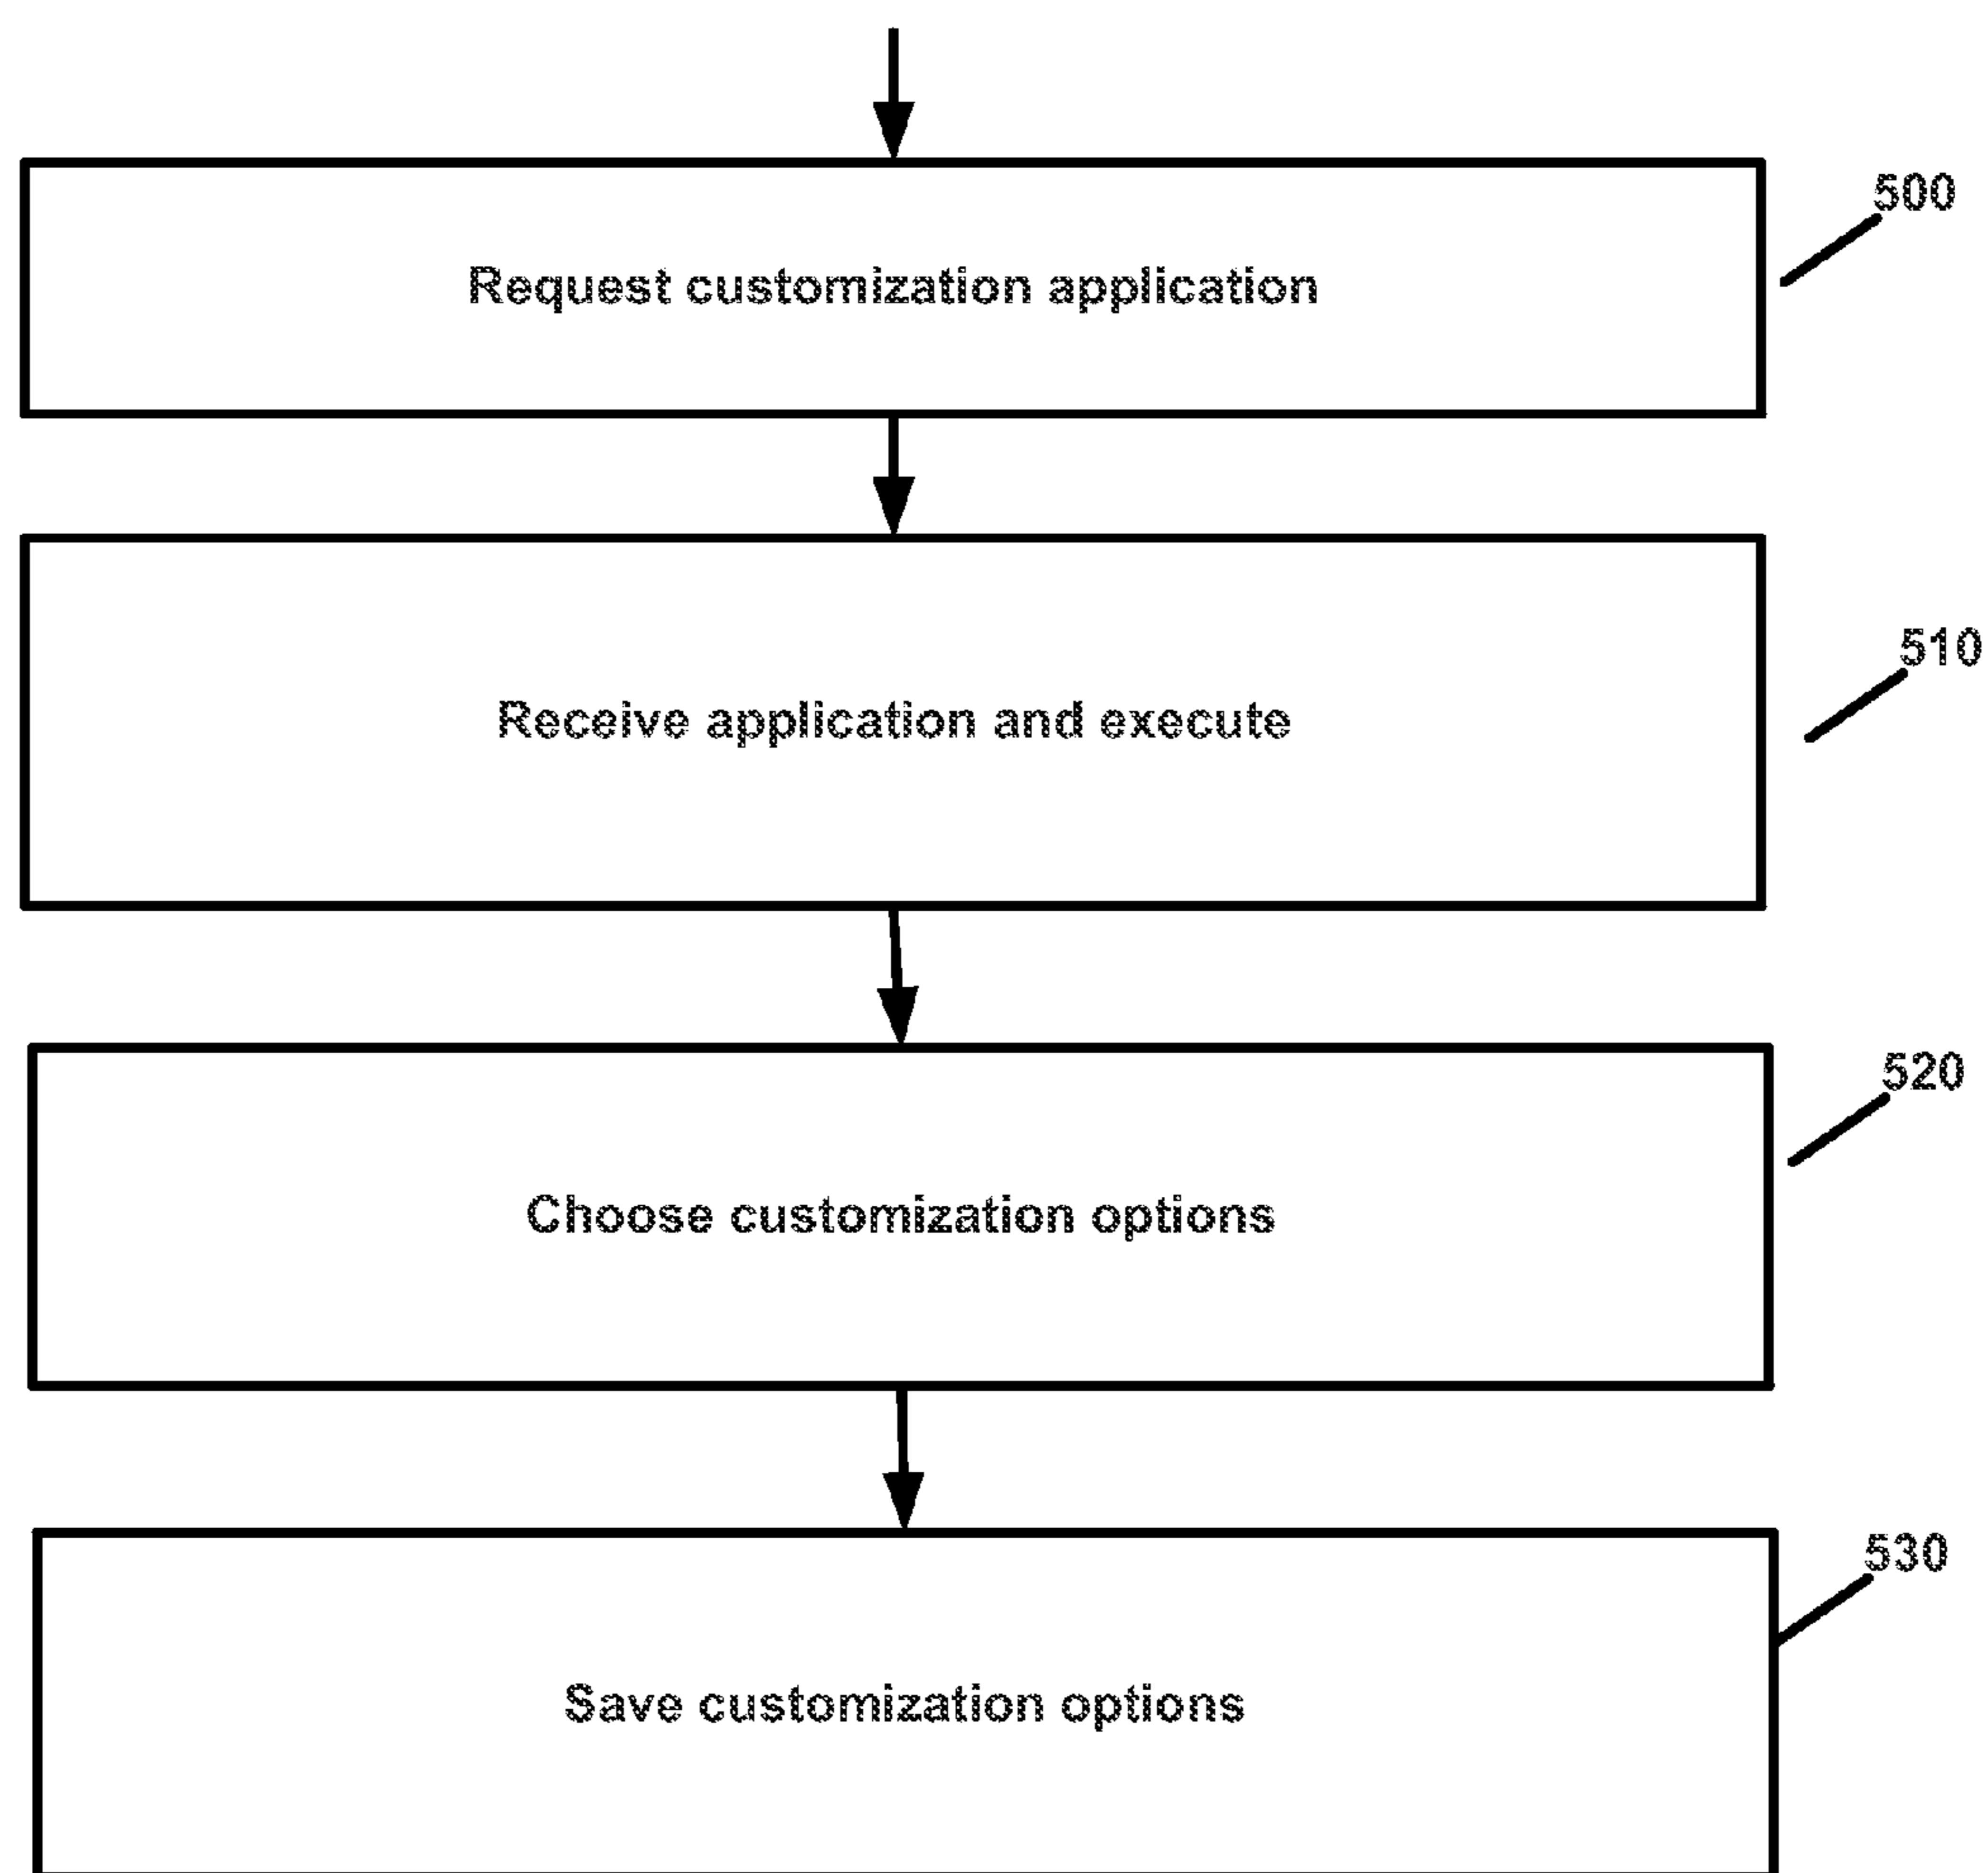 500
Request customization application
510
Receive application and execute
520
Choose customization options
530
Save customization options